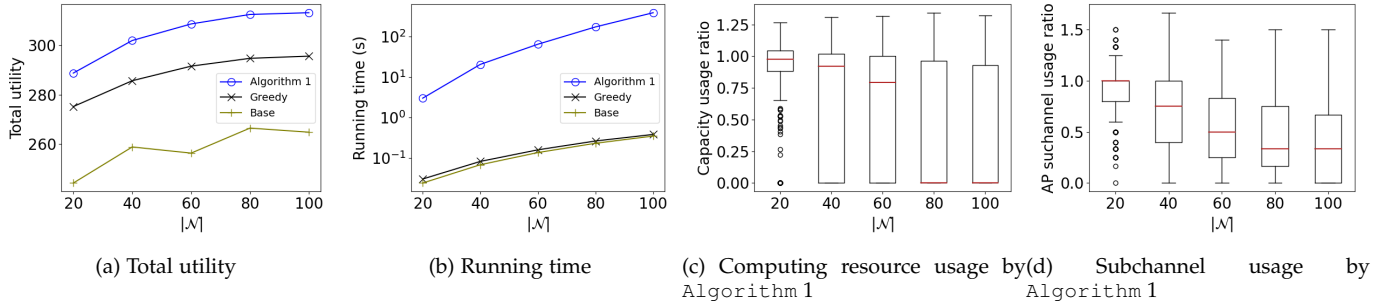 Total utility
300
280
260
20 40 60 80 100
|N|
Algorithm 1
Greedy
Base
(a) Total utility
Running time (s)
10²
10¹
10⁰
10⁻¹
20 40 60 80 100
|N|
Algorithm 1
Greedy
Base
(b) Running time
Capacity usage ratio
1.25
1.00
0.75
0.50
0.25
0.00
20 40 60 80 100
|N|
(c) Computing resource usage by
Algorithm 1
AP suchannel usage ratio
1.5
1.0
0.5
0.0
20 40 60 80 100
|N|
(d) Subchannel usage by
Algorithm 1